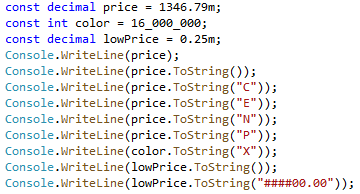 const decimal price = 1346.79m;
const int color = 16_000_000;
const decimal lowPrice = 0.25m;
Console.WriteLine(price);
Console.WriteLine(price.ToString());
Console.WriteLine(price.ToString("C"));
Console.WriteLine(price.ToString("E"));
Console.WriteLine(price.ToString("N"));
Console.WriteLine(price.ToString("P"));
Console.WriteLine(color.ToString("X"));
Console.WriteLine(lowPrice.ToString());
Console.WriteLine(lowPrice.ToString("####00.00"));